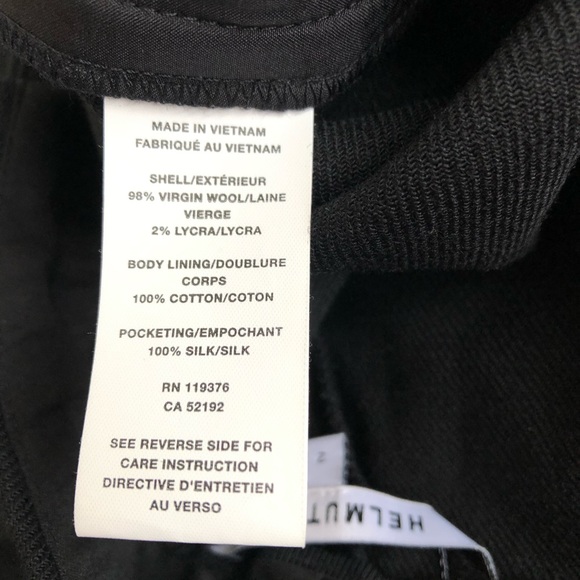 MADE IN VIETNAM
FABRIQUÉ AU VIETNAM
SHELL/EXTÉRIEUR
98% VIRGIN WOOL/LAINE
VIERGE
2% LYCRA/LYCRA
BODY LINING/DOUBLURE
CORPS
100% COTTON/COTON
POCKETING/EMPOCHANT
100% SILK/SILK
RN 119376
CA 52192
SEE REVERSE SIDE FOR
CARE INSTRUCTION
DIRECTIVE D'ENTRETIEN
AU VERSO
HELMUT